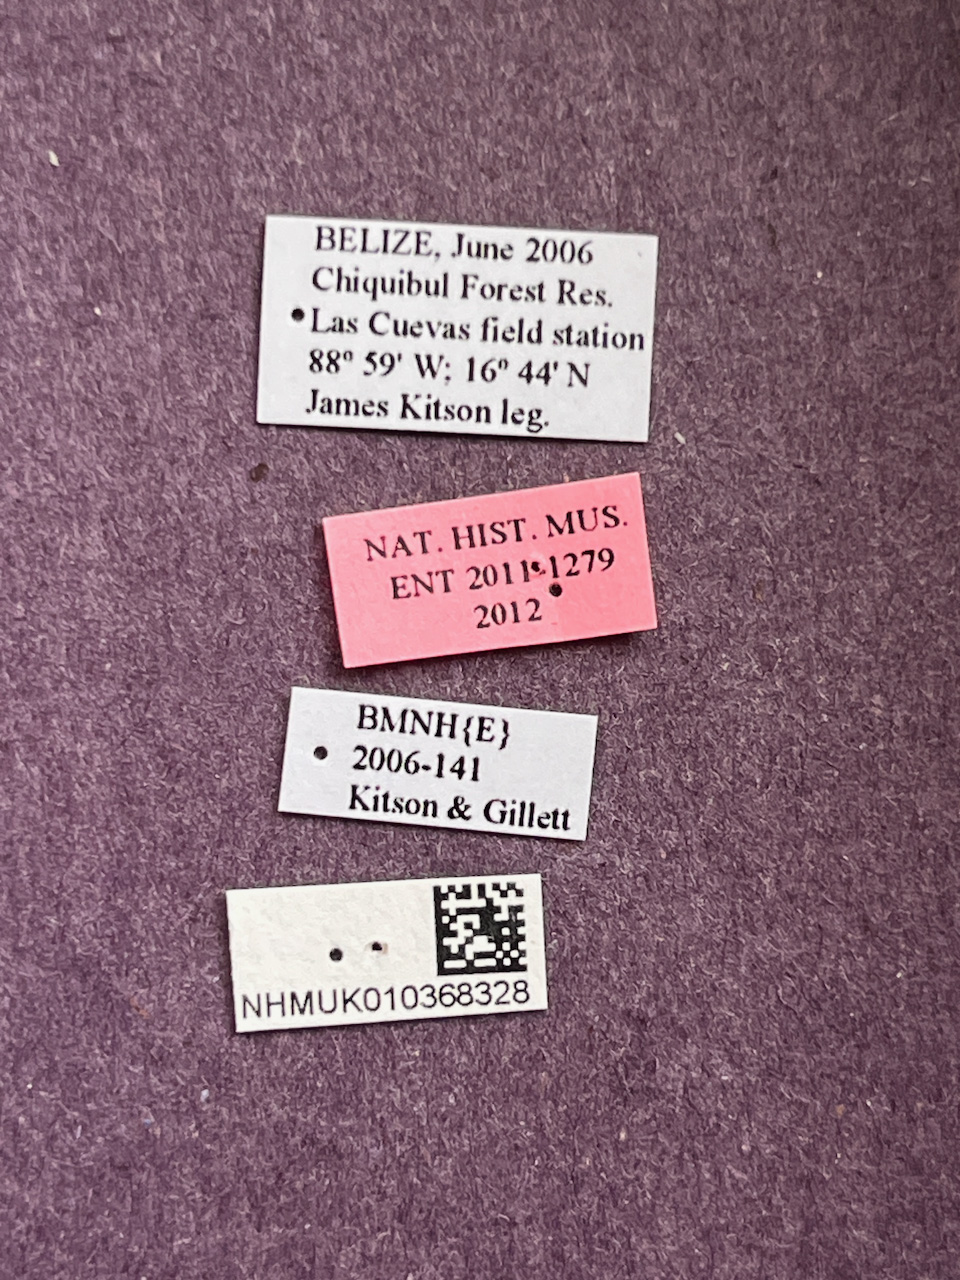 BELIZE, June 2006
Chiquibul Forest Res.
Las Cuevas field station
88º 59' W; 16º 44' N
James Kitson leg.
NAT. HIST. MUS.
ENT 2011-1279
2012
BMNH{E}
2006-141
Kitson & Gillett
NHMUK010368328